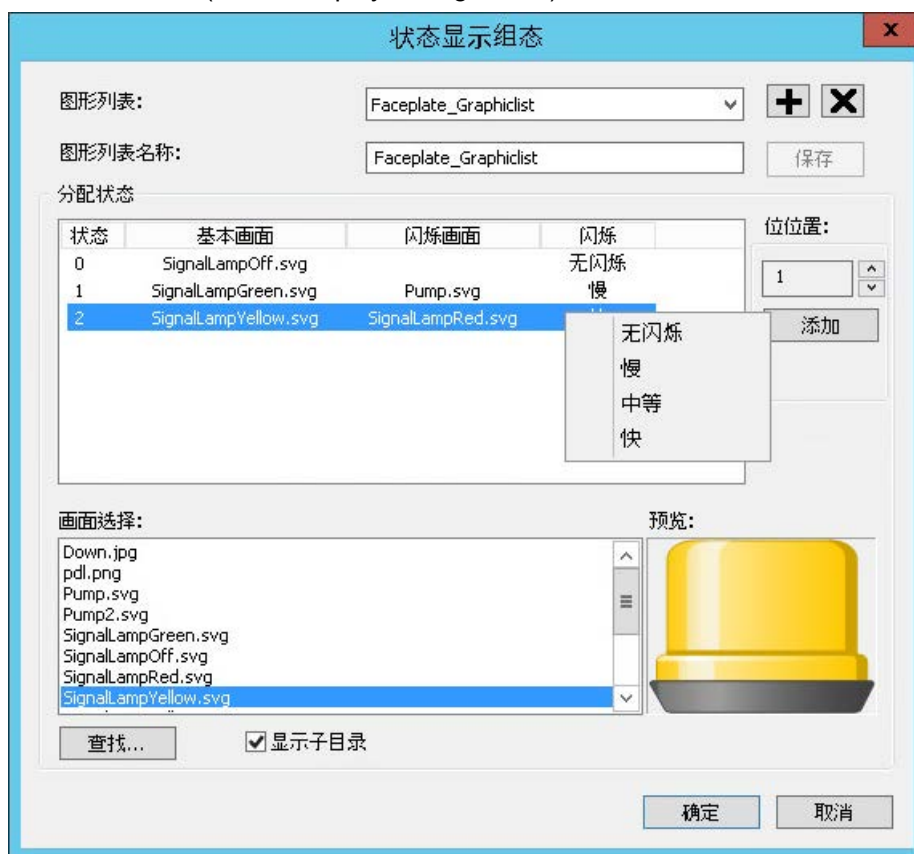 状态显示组态
x
图形列表: Faceplate_Graphiclist
图形列表名称: Faceplate_Graphiclist 保存
分配状态
位位置:
状态 基本画面 闪烁画面 闪烁
0 SignalLampOff.svg 无闪烁
1 SignalLampGreen.svg Pump.svg 慢
2 SignalLampYellow.svg SignalLampRed.svg
1
添加
无闪烁
慢
中等
快
画面选择:
预览:
Down.jpg
pdl.png
Pump.svg
Pump2.svg
SignalLampGreen.svg
SignalLampOff.svg
SignalLampRed.svg
SignalLampYellow.svg
查找... 显示子目录
确定 取消